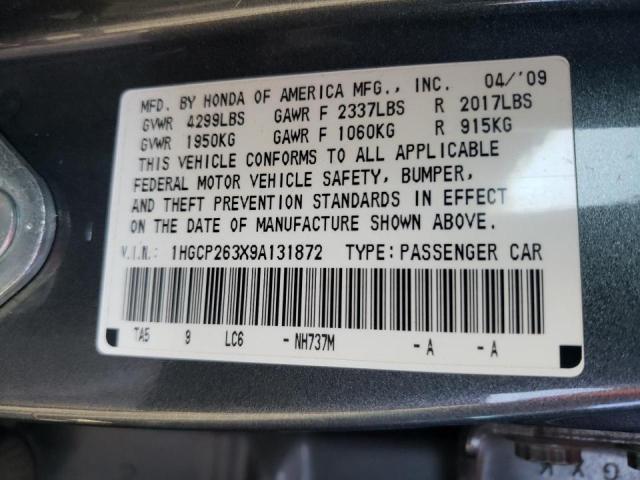 MFD. BY HONDA OF AMERICA MFG., INC. 04/'09
GVWR 4299LBS GAWR F 2337LBS R 2017LBS
GVWR 1950KG GAWR F 1060KG R 915KG
THIS VEHICLE CONFORMS TO ALL APPLICABLE
FEDERAL MOTOR VEHICLE SAFETY, BUMPER,
AND THEFT PREVENTION STANDARDS IN EFFECT
ON THE DATE OF MANUFACTURE SHOWN ABOVE.
V.I.N.: 1HGCP263X9A131872 TYPE: PASSENGER CAR
TA5 9 LC6 -NH737M -A -A
G Y K